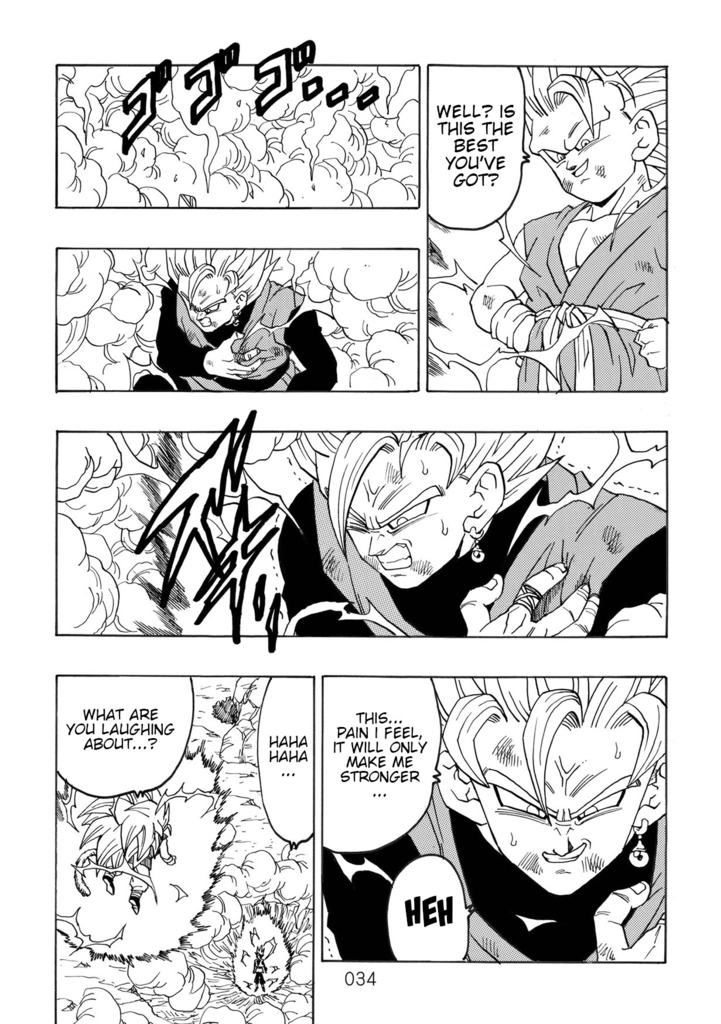 WELL? IS
THIS THE
BEST
YOU'VE
GOT?
ゴゴゴ...
THIS...
PAIN I FEEL,
IT WILL ONLY
MAKE ME
STRONGER
...
HEH
HAHA
HAHA
...
WHAT ARE
YOU LAUGHING
ABOUT...?
034